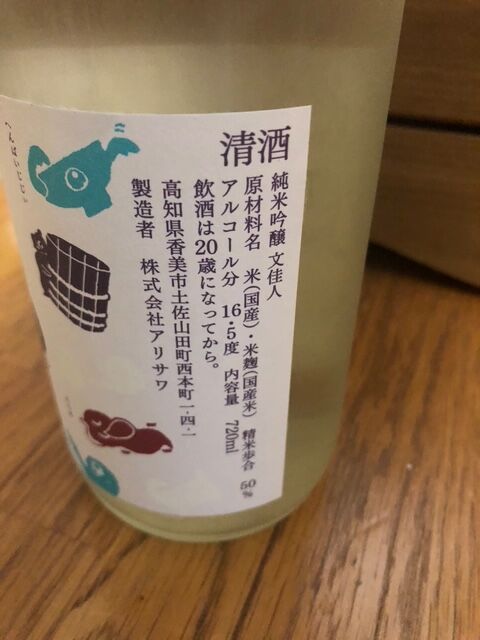 清酒
純米吟醸 文佳人
原材料名 米(国産)・米麹(国産米) 精米歩合 50%
アルコール分 16・5度 内容量 720ml
飲酒は20歳になってから。
高知県香美市土佐山田町西本町一-四-一
製造者 株式会社アリサワ